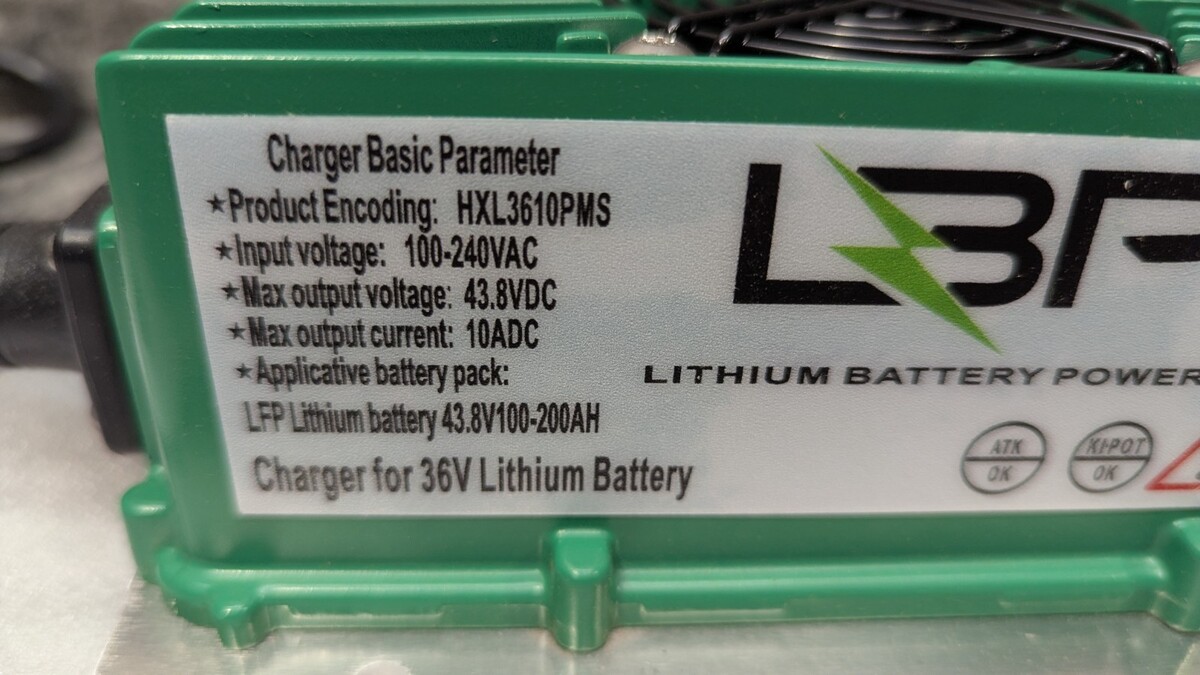 Charger Basic Parameter
★Product Encoding: HXL3610PMS
★Input voltage: 100-240VAC
★Max output voltage: 43.8VDC
★Max output current: 10ADC
★Applicative battery pack:
LFP Lithium battery 43.8V100-200AH
Charger for 36V Lithium Battery
LBP
LITHIUM BATTERY POWER
ATK
OK
OK